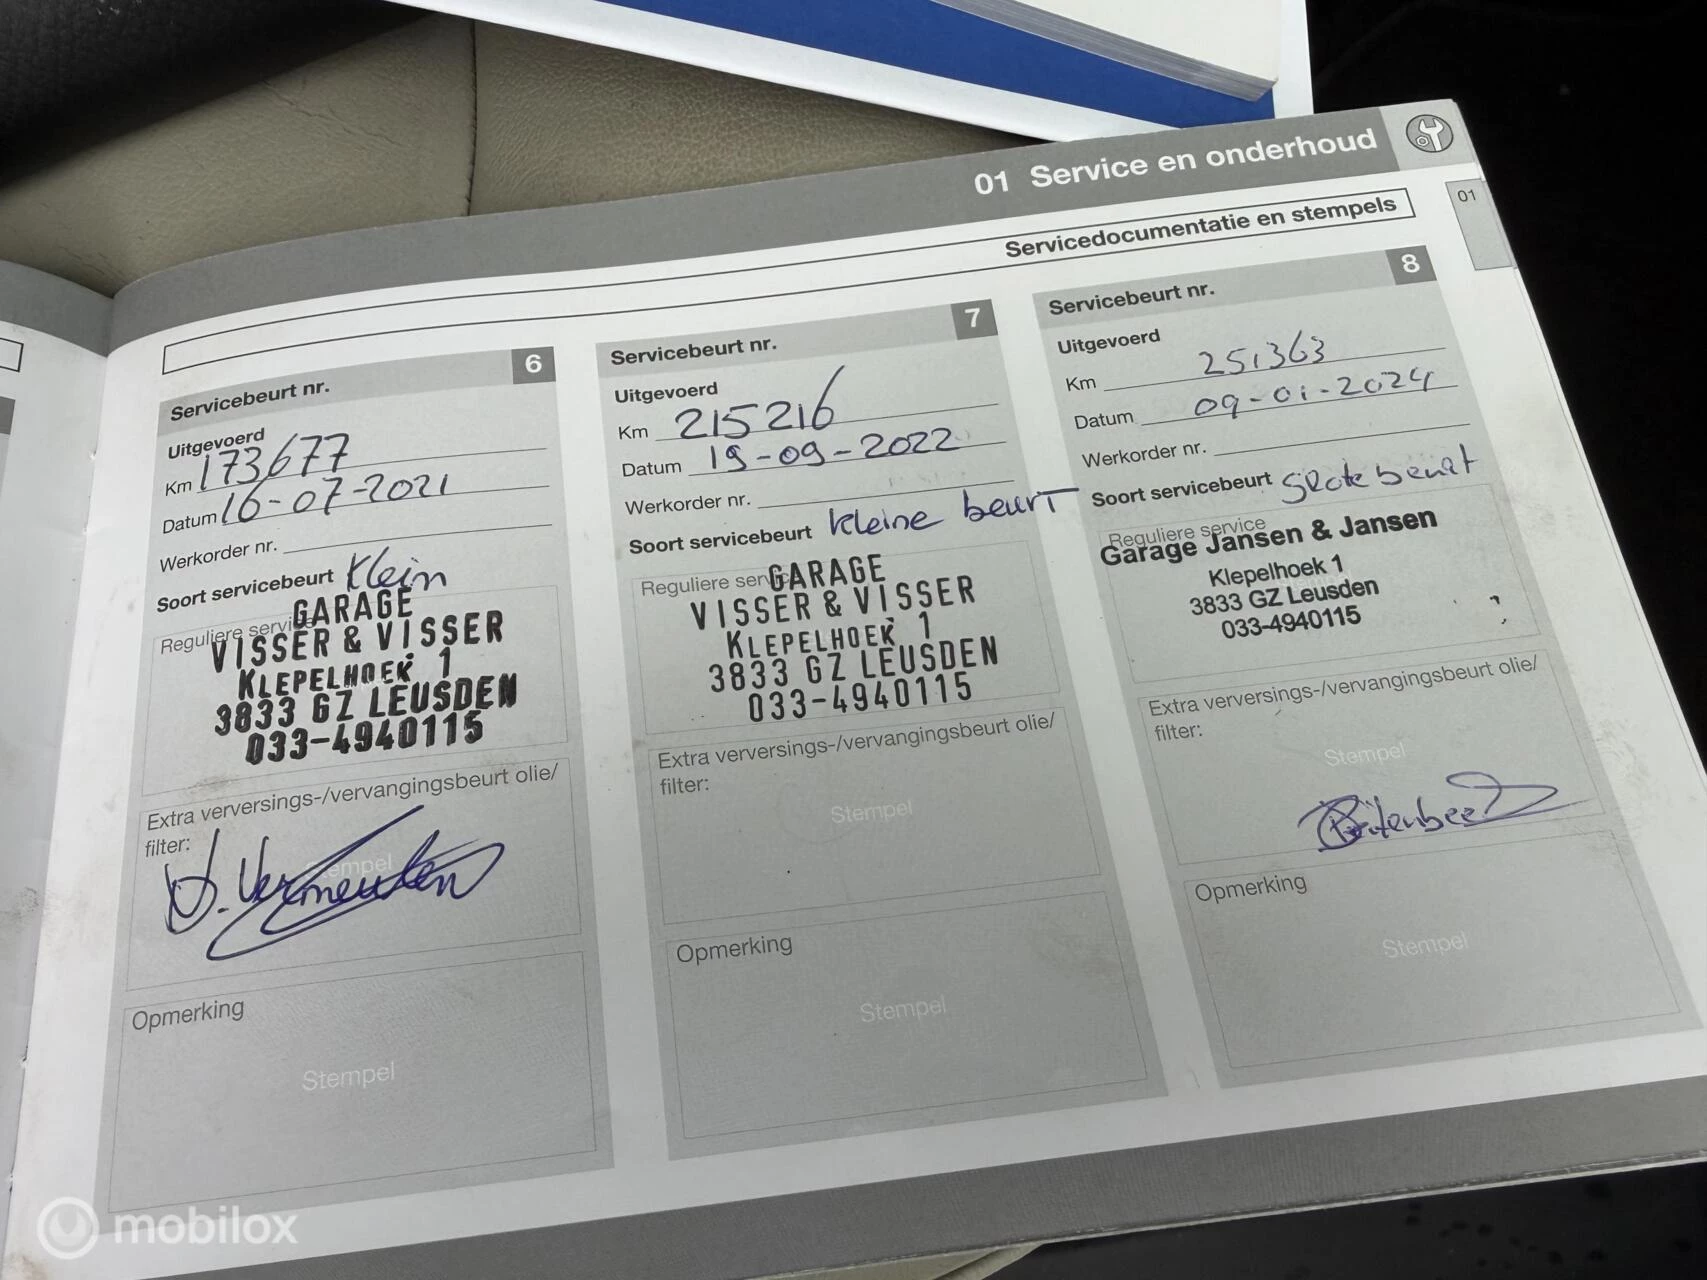 01 Service en onderhoud
01
Servicedocumentatie en stempels
Servicebeurt nr. 6
Uitgevoerd
Km 173677
Datum 16-07-2021
Werkorder nr.
Soort servicebeurt Klein
Reguliere servi
GARAGE
VISSER & VISSER
KLEPELHOEK 1
3833 GZ LEUSDEN
033-4940115
Extra verversings-/vervangingsbeurt olie/
filter:
Stempel
Opmerking
Stempel
Servicebeurt nr. 7
Uitgevoerd
Km 215216
Datum 19-09-2022
Werkorder nr.
Soort servicebeurt kleine beurt
Reguliere serv
GARAGE
VISSER & VISSER
KLEPELHOEK 1
3833 GZ LEUSDEN
033-4940115
Extra verversings-/vervangingsbeurt olie/
filter:
Stempel
Opmerking
Stempel
Servicebeurt nr. 8
Uitgevoerd
Km 251363
Datum 09-01-2024
Werkorder nr.
Soort servicebeurt Grote beurt
Reguliere service
Garage Jansen & Jansen
Klepelhoek 1
3833 GZ Leusden
033-4940115
Extra verversings-/vervangingsbeurt olie/
filter:
Stempel
Opmerking
Stempel
mobilox